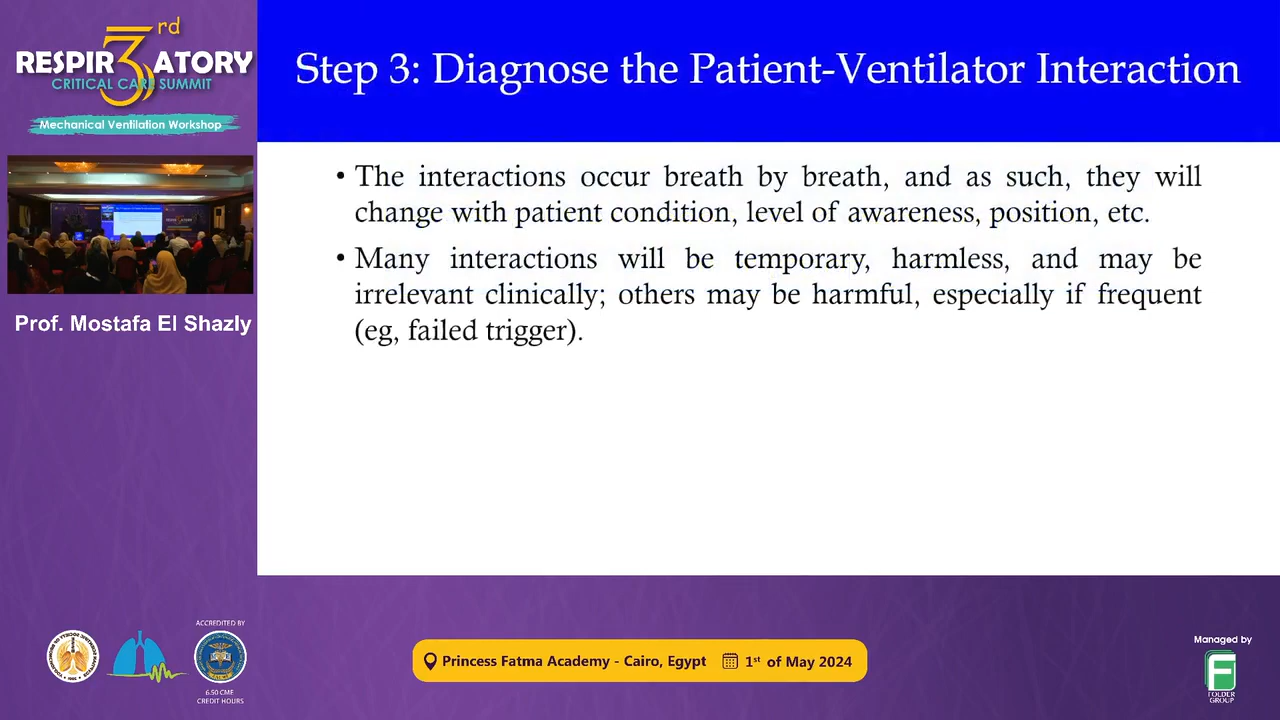 3rd
RESPIRATORY
CRITICAL CARE SUMMIT
Mechanical Ventilation Workshop
Prof. Mostafa El Shazly
Step 3: Diagnose the Patient-Ventilator Interaction
• The interactions occur breath by breath, and as such, they will
change with patient condition, level of awareness, position, etc.
• Many interactions will be temporary, harmless, and may be
irrelevant clinically; others may be harmful, especially if frequent
(eg, failed trigger).
ACCREDITED BY
6.50 CME
CREDIT HOURS
Princess Fatma Academy - Cairo, Egypt
1st of May 2024
Managed by
F
FOLDER
GROUP